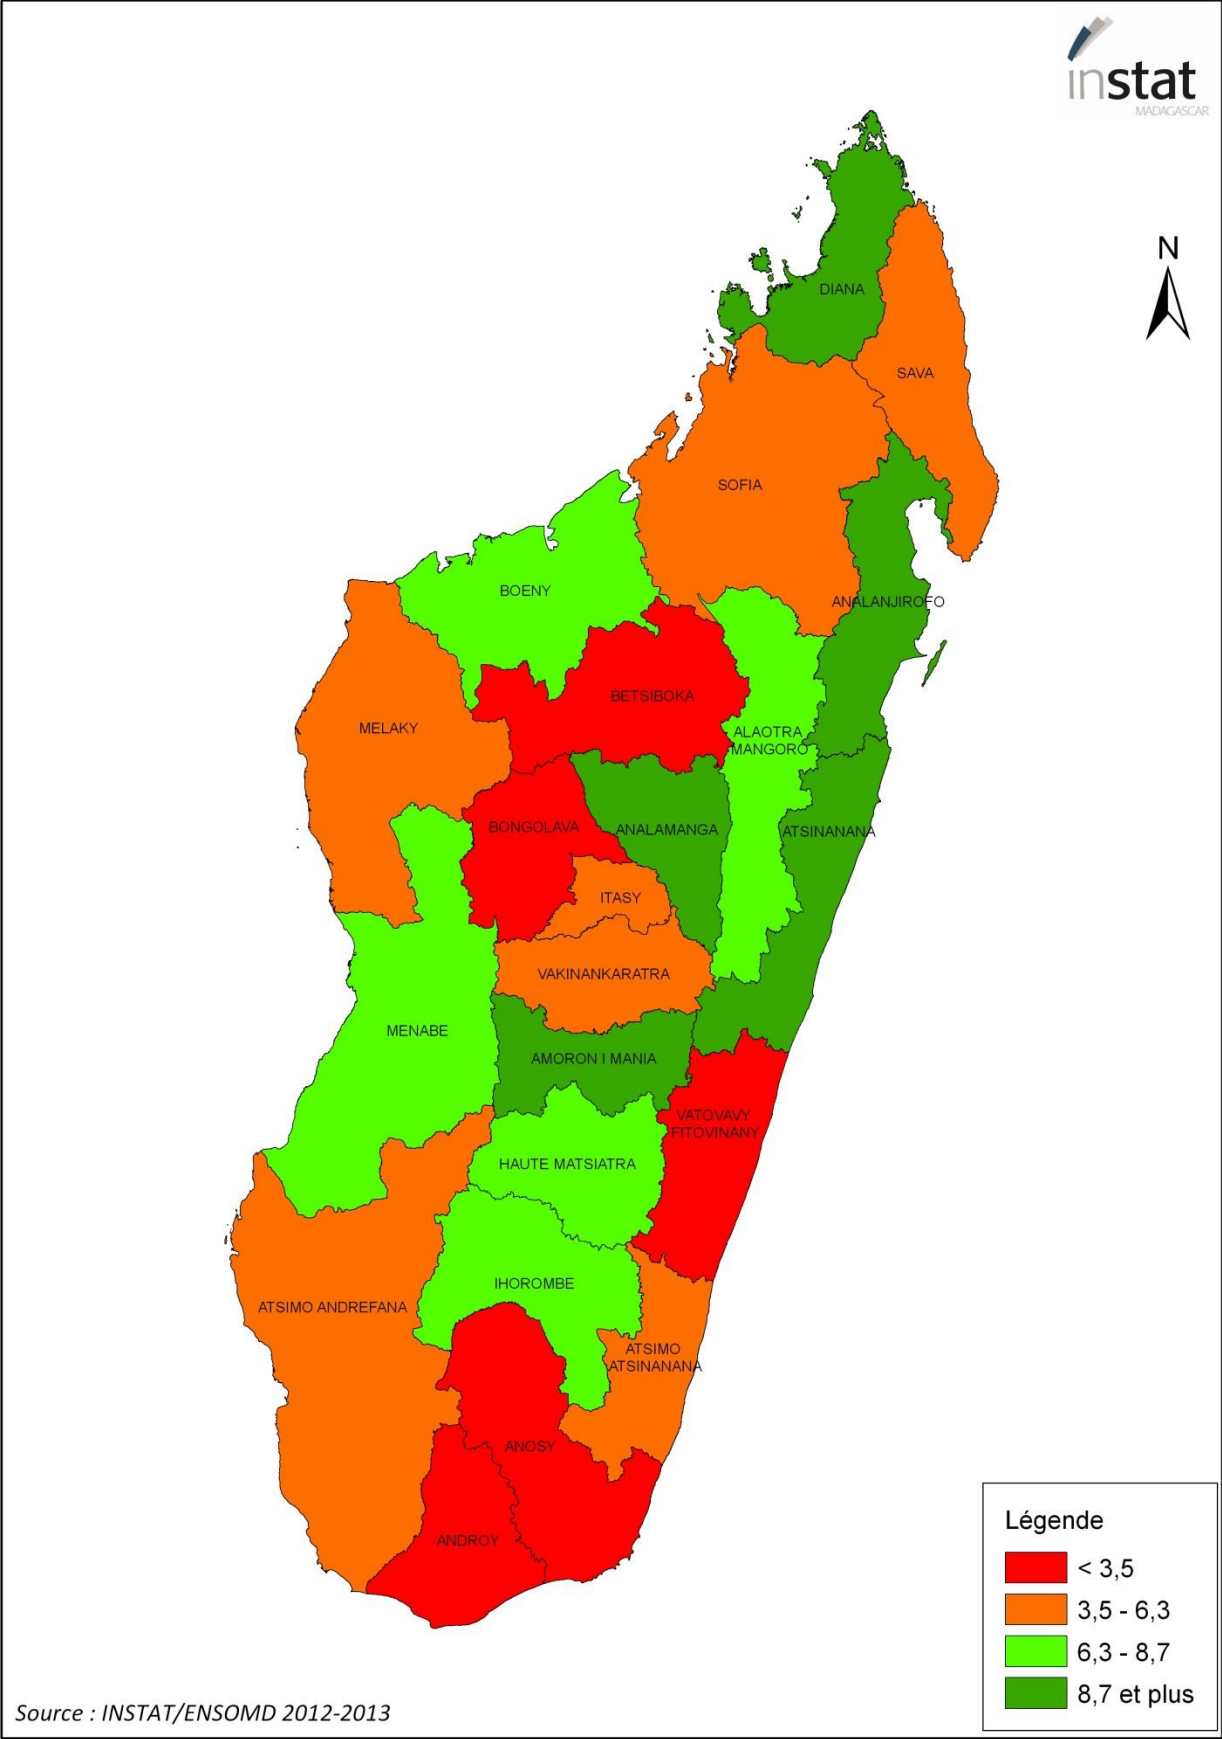 instat
MADAGASCAR
N
DIANA
SAVA
SOFIA
BOENY
ANALANJIROFO
BETSIBOKA
MELAKY
ALAOTRA
MANGORO
BONGOLAVA
ANALAMANGA
ATSINANANA
ITASY
VAKINANKARATRA
MENABE
AMORON I MANIA
VATOVAVY
FITOVINANY
HAUTE MATSIATRA
IHOROMBE
ATSIMO ANDREFANA
ATSIMO
ATSINANANA
ANOSY
ANDROY
Légende
< 3,5
3,5 - 6,3
6,3 - 8,7
8,7 et plus
Source : INSTAT/ENSOMD 2012-2013